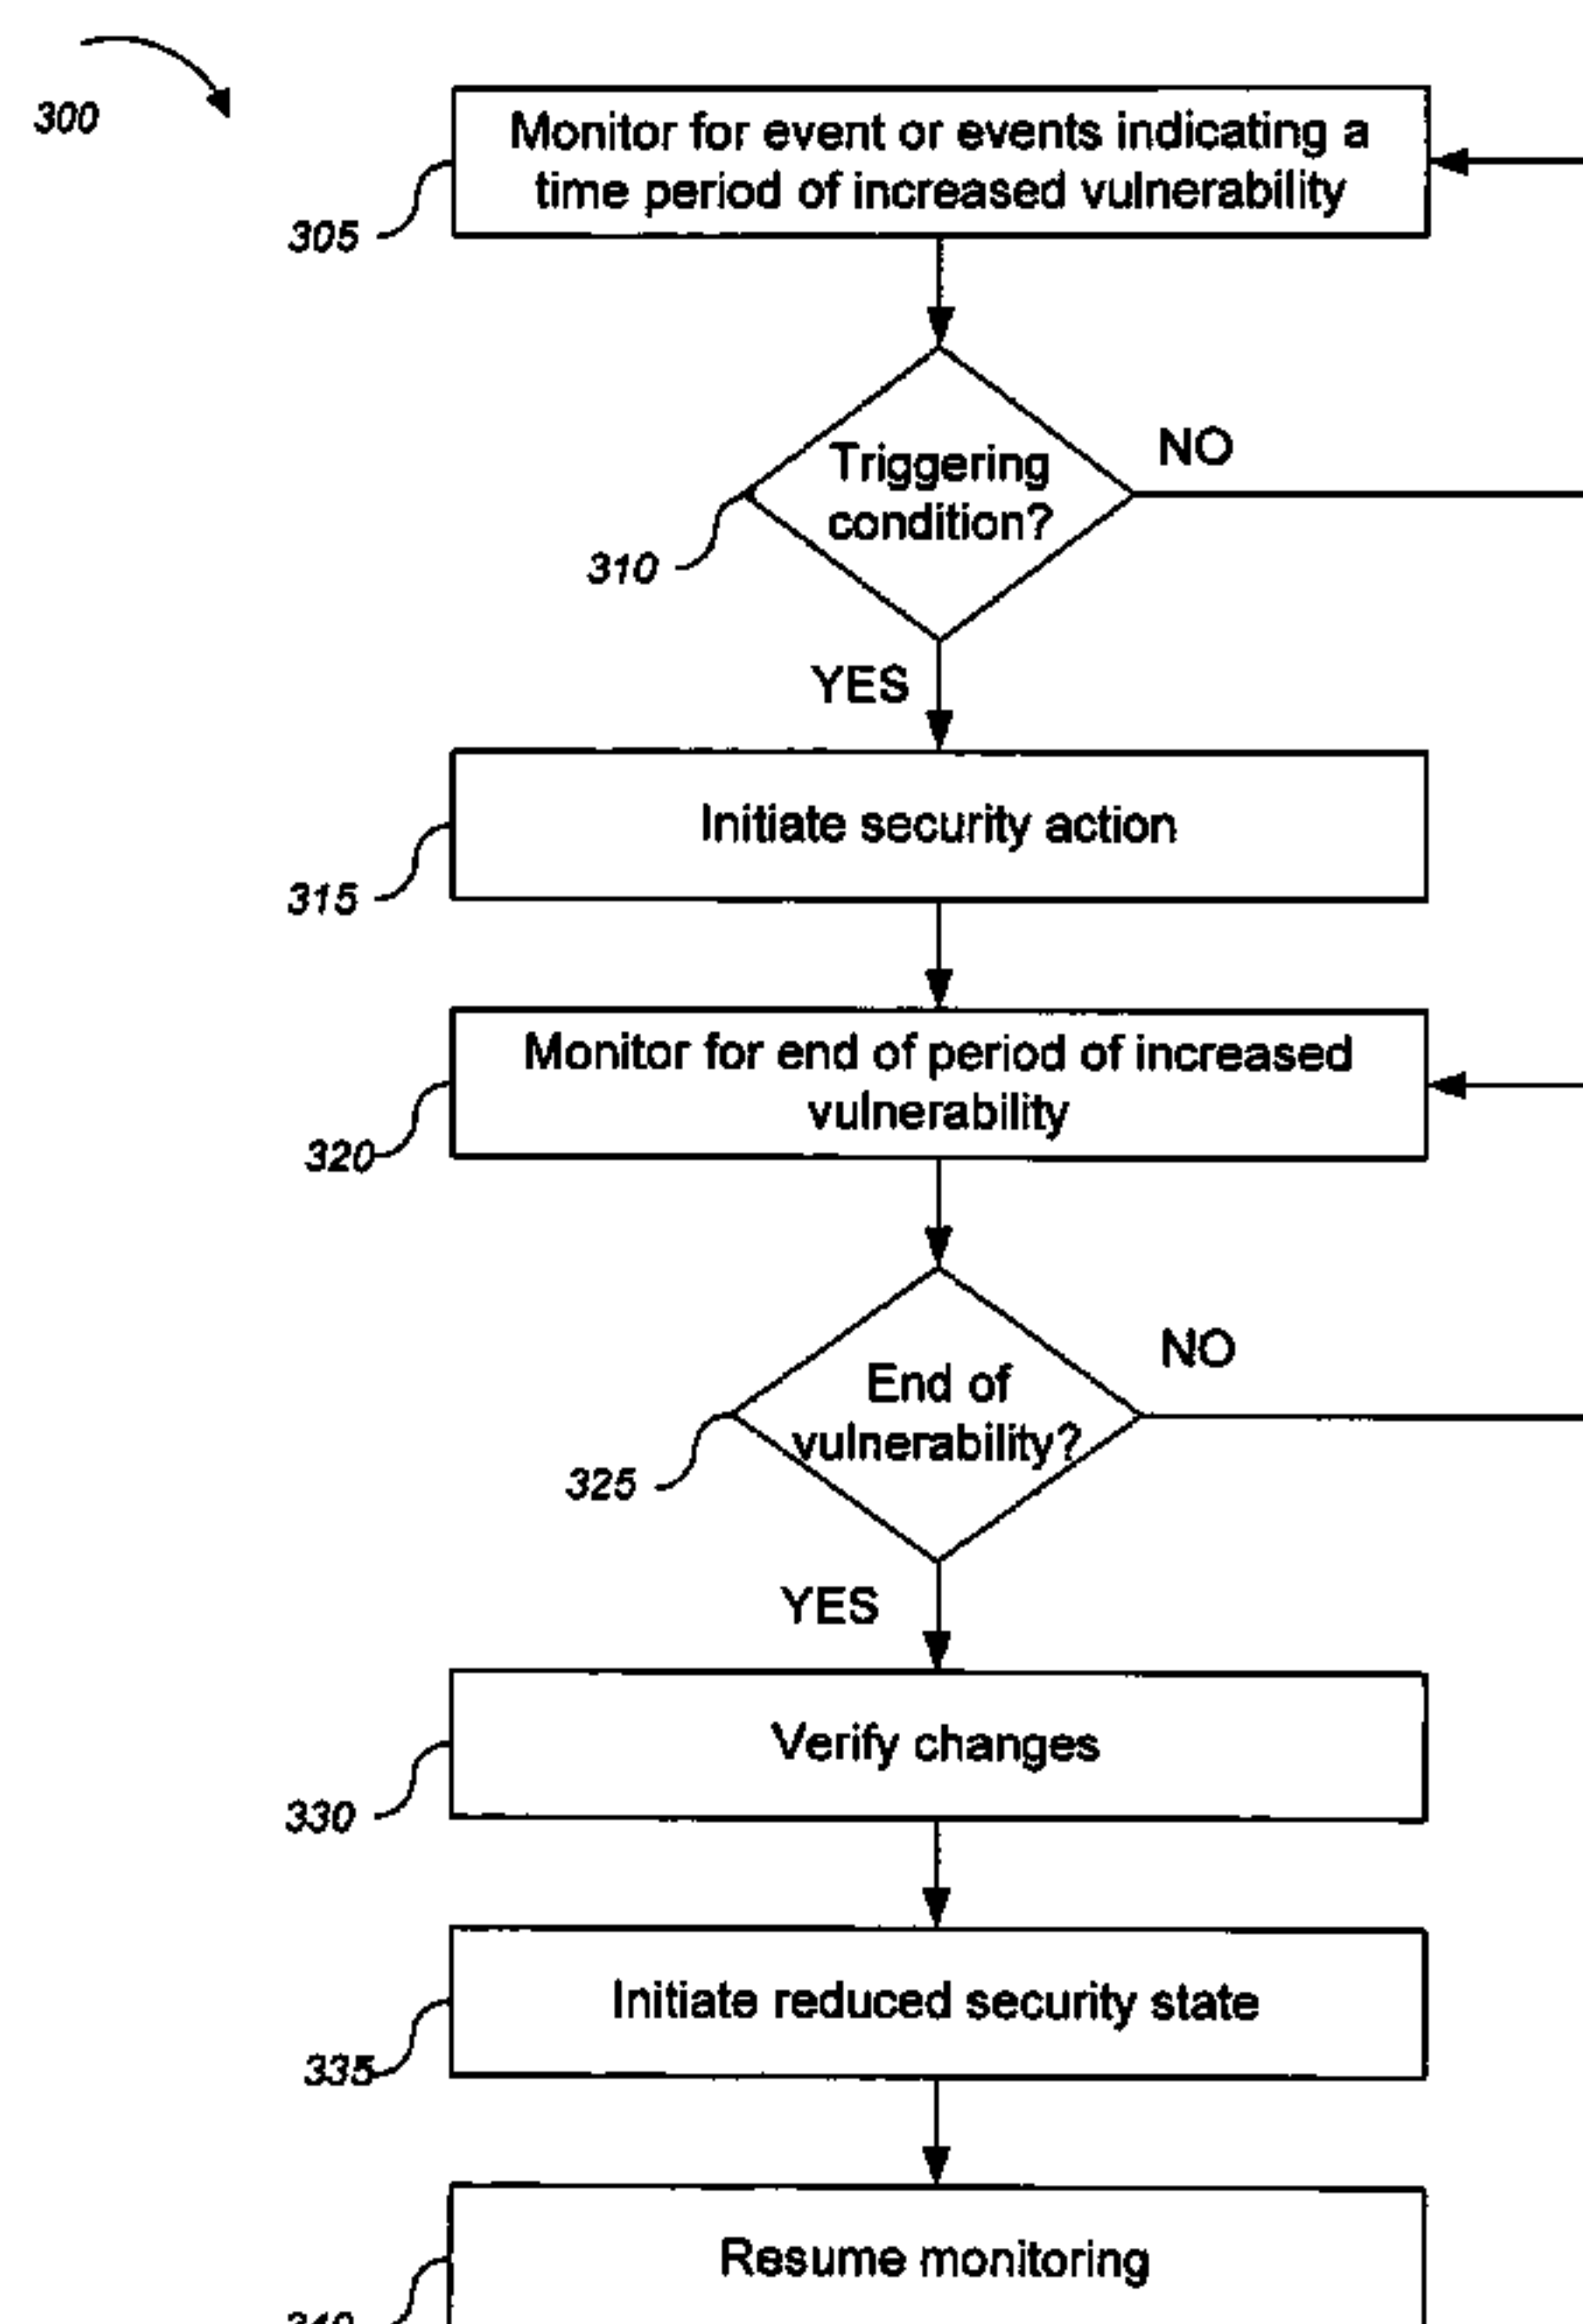 300
Monitor for event or events indicating a
time period of increased vulnerability
305
Triggering
condition?
NO
310
YES
Initiate security action
315
Monitor for end of period of increased
vulnerability
320
End of
vulnerability?
NO
325
YES
Verify changes
330
Initiate reduced security state
335
Resume monitoring